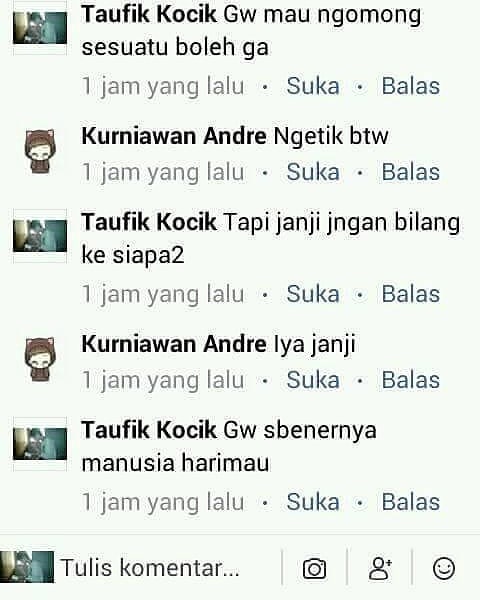 Taufik Kocik Gw mau ngomong
sesuatu boleh ga
1 jam yang lalu · Suka · Balas
Kurniawan Andre Ngetik btw
1 jam yang lalu · Suka · Balas
Taufik Kocik Tapi janji jngan bilang
ke siapa2
1 jam yang lalu · Suka · Balas
Kurniawan Andre Iya janji
1 jam yang lalu · Suka · Balas
Taufik Kocik Gw sbenernya
manusia harimau
1 jam yang lalu · Suka · Balas
Tulis komentar...